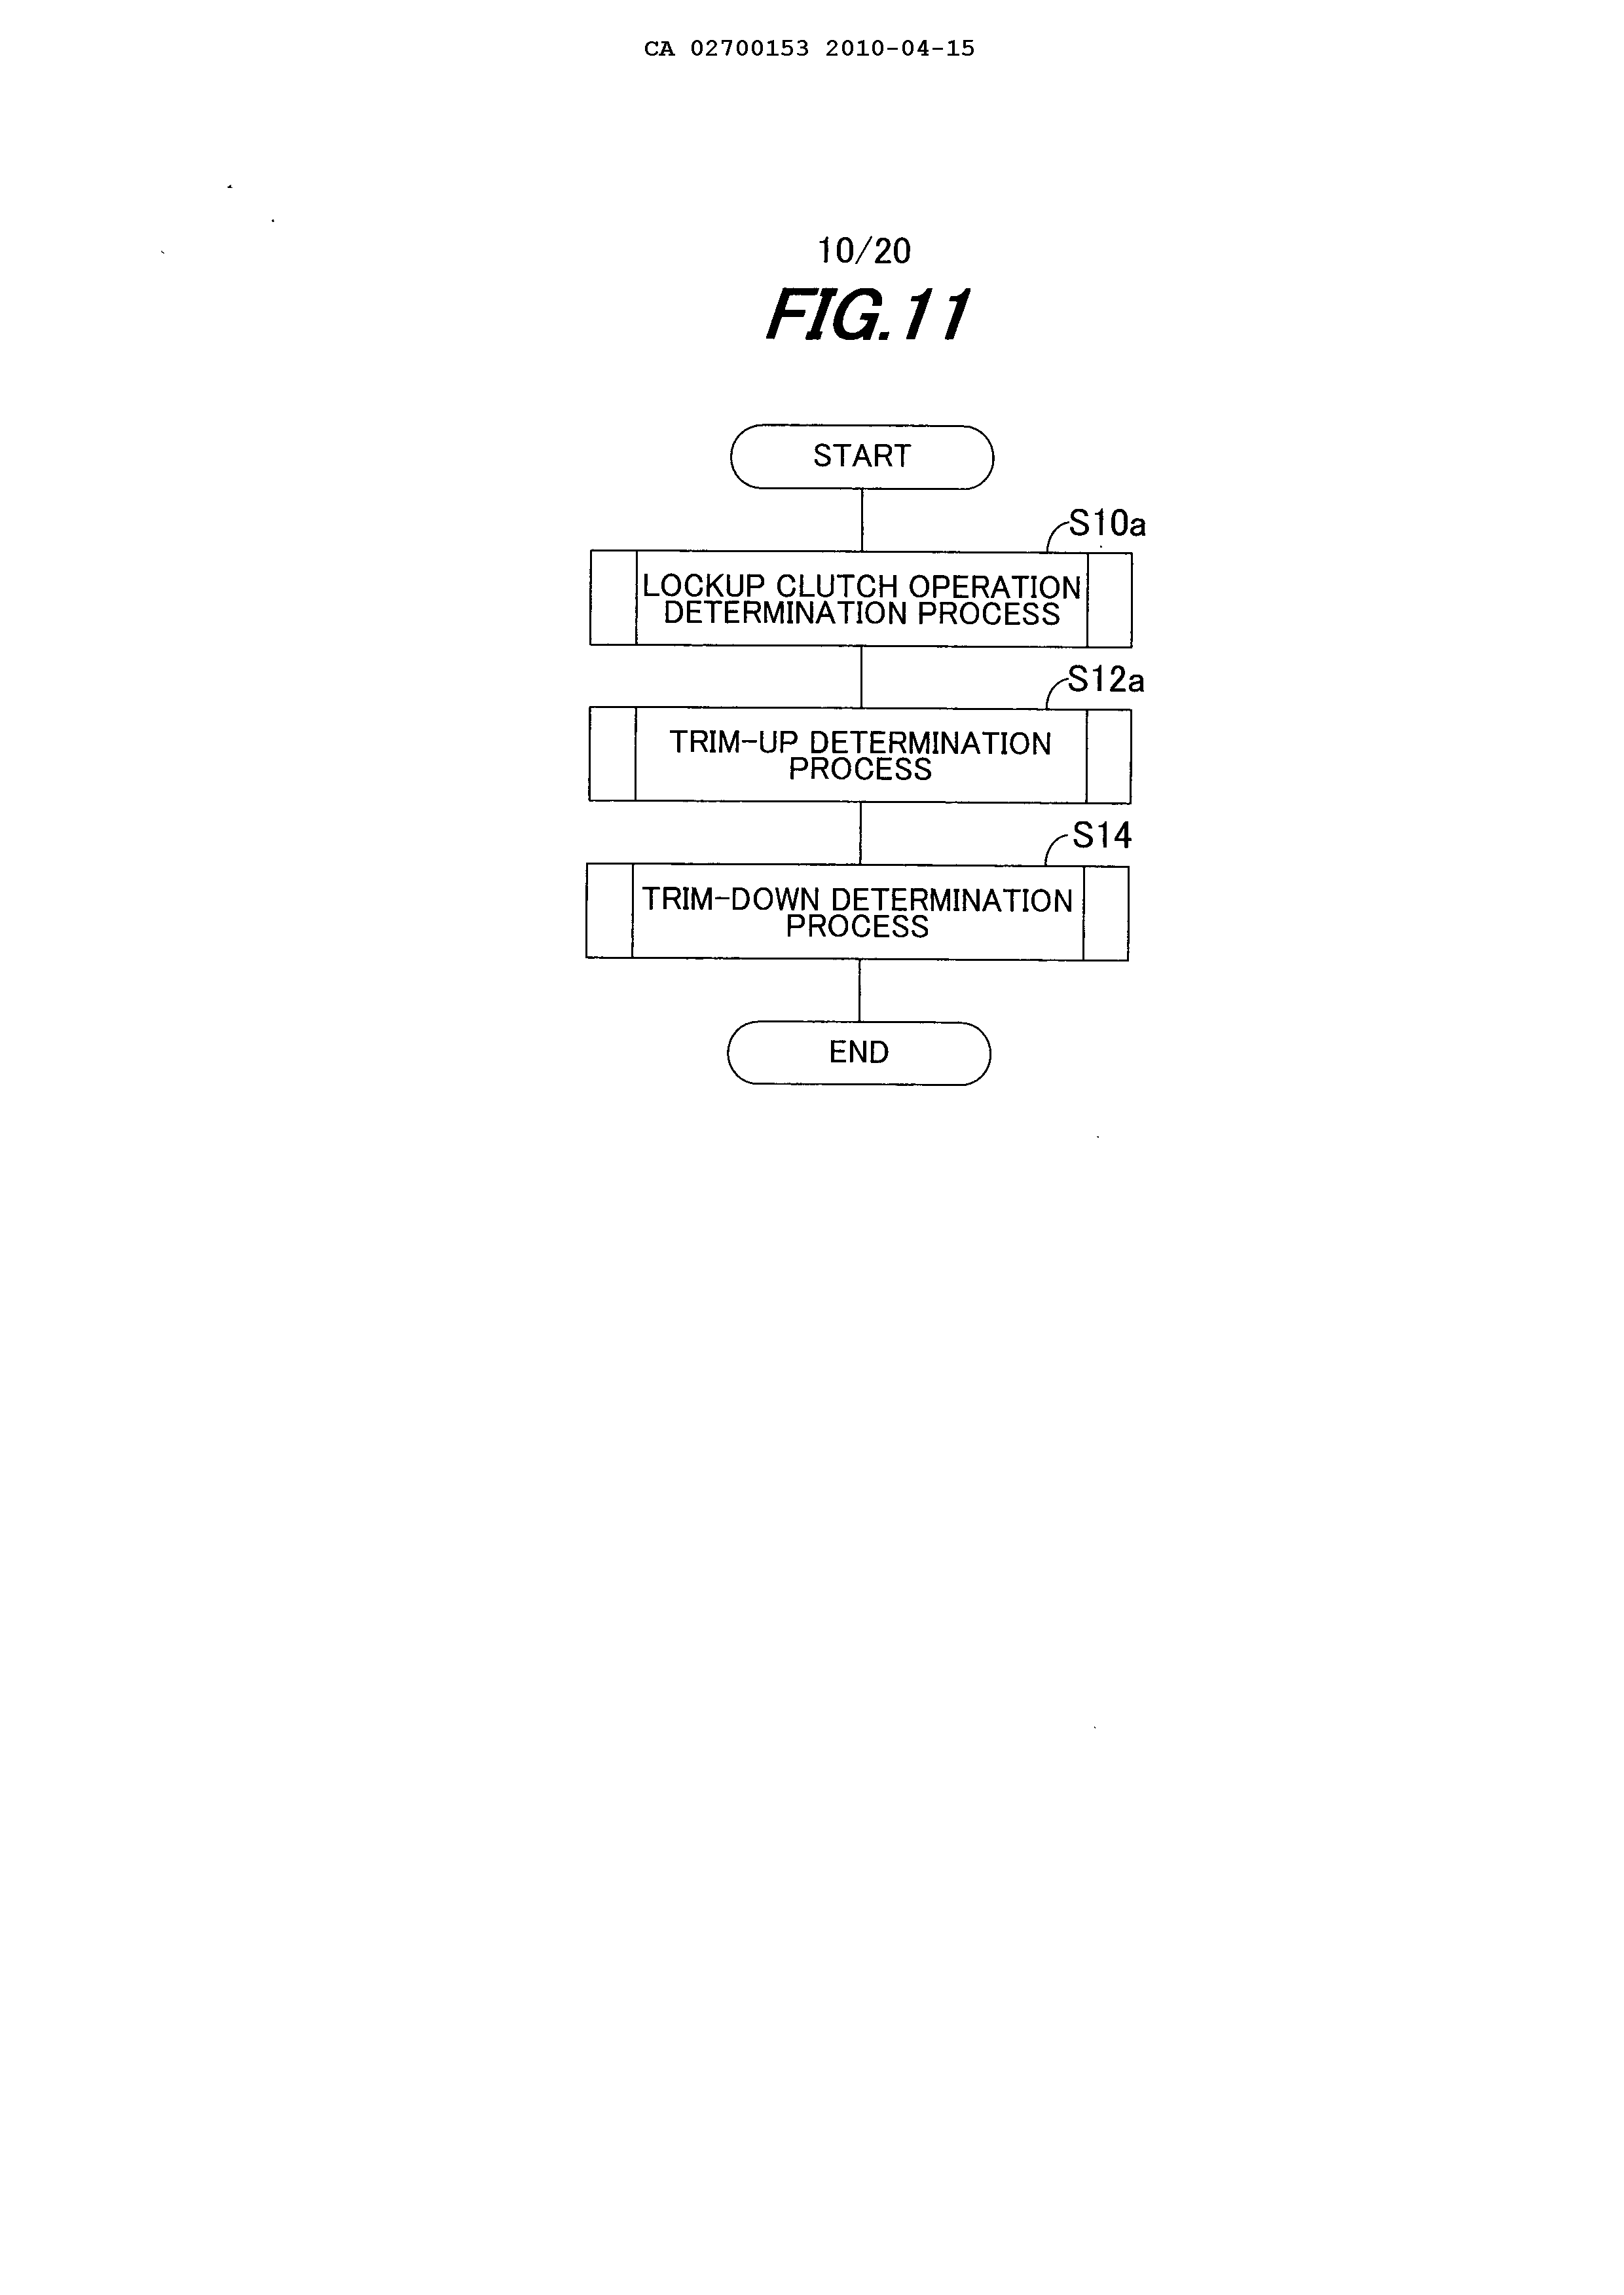 CA 02700153 2010-04-15
10/20
FIG.11
START
S10a
LOCKUP CLUTCH OPERATION
DETERMINATION PROCESS
S12a
TRIM-UP DETERMINATION
PROCESS
S14
TRIM-DOWN DETERMINATION
PROCESS
END